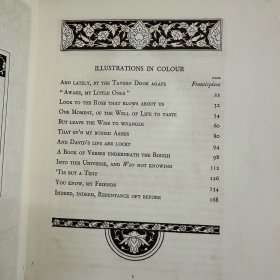 ILLUSTRATIONS IN COLOUR
PAGE
And lately, by the Tavern Door agape Frontispiece
"Awake, my Little Ones" 22
Look to the Rose that blows about us 32
One Moment, of the Well of Life to taste 54
But leave the Wise to wrangle 60
That ev'n my buried Ashes 80
And David's lips are lockt 94
A Book of Verses underneath the Bough 98
Into this Universe, and Why not knowing 112
'Tis but a Tent 126
You know, my Friends 134
Indeed, indeed, Repentance oft before 168
5